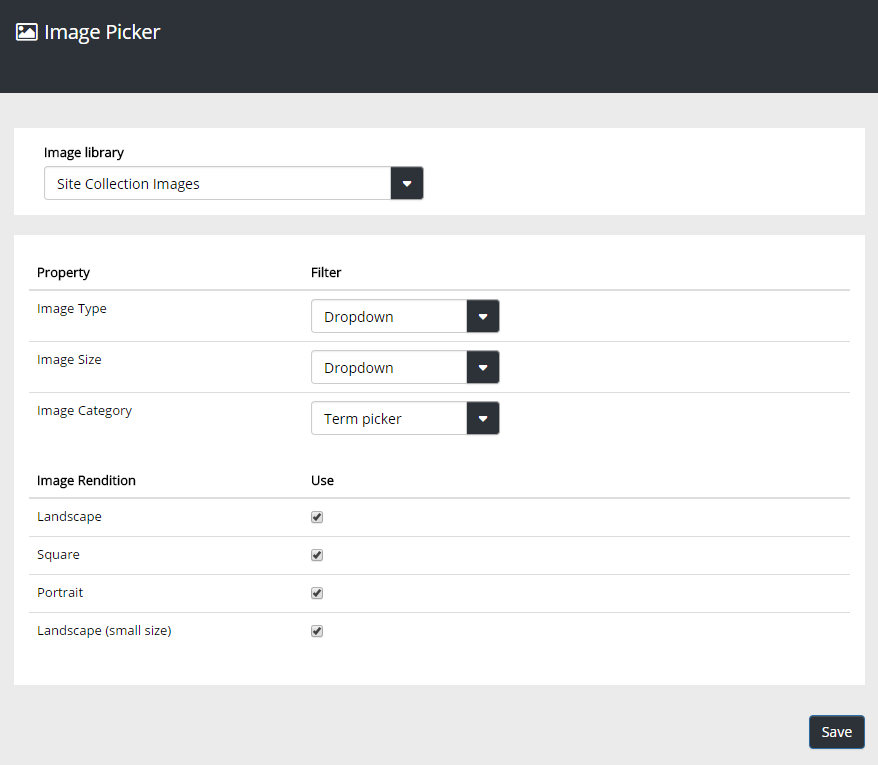 Image Picker
Image library
Site Collection Images
Property Filter
Image Type Dropdown
Image Size Dropdown
Image Category Term picker
Image Rendition Use
Landscape
Square
Portrait
Landscape (small size)
Save